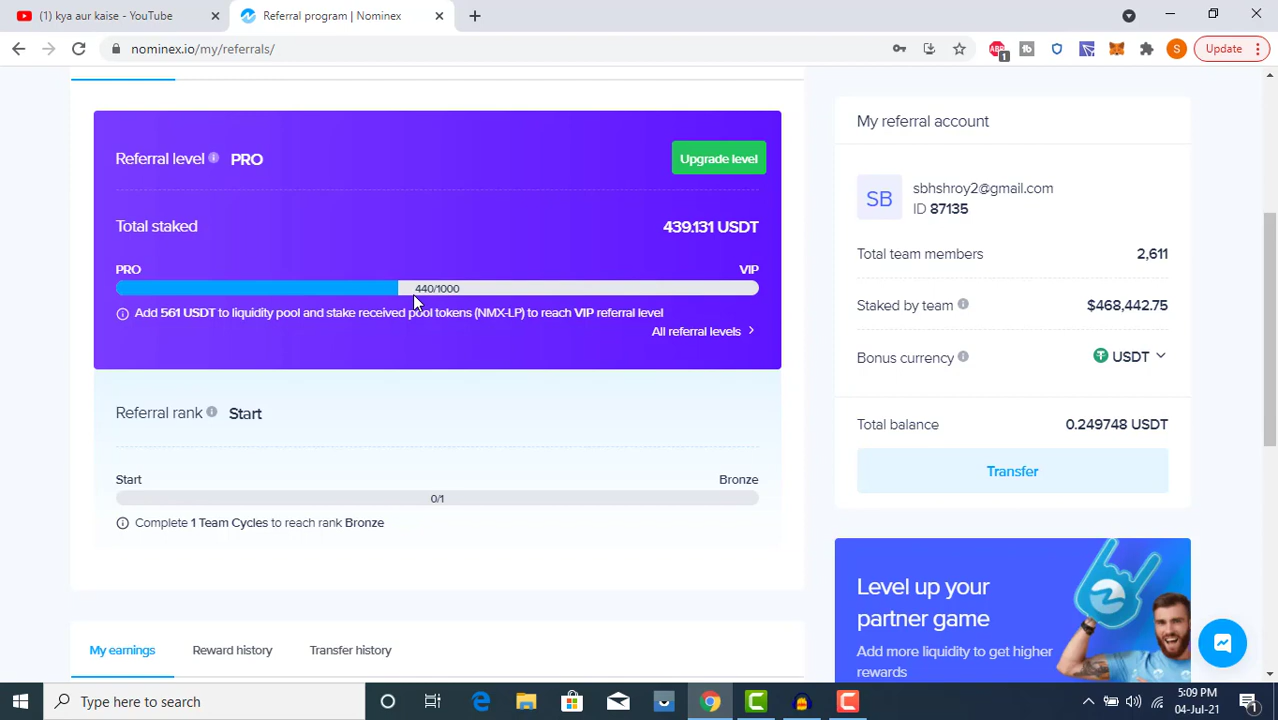 (1) kya aur kaise - YouTube
Referral program | Nominex
nominex.io/my/referrals/
ABP
1
S
Update
Referral level PRO
Upgrade level
Total staked 439.131 USDT
PRO VIP
440/1000
Add 561 USDT to liquidity pool and stake received pool tokens (NMX-LP) to reach VIP referral level
All referral levels
Referral rank Start
Start Bronze
0/1
Complete 1 Team Cycles to reach rank Bronze
My earnings Reward history Transfer history
My referral account
SB
sbhshroy2@gmail.com
ID 87135
Total team members 2,611
Staked by team $468,442.75
Bonus currency USDT
Total balance 0.249748 USDT
Transfer
Level up your
partner game
Add more liquidity to get higher
rewards
Type here to search
5:09 PM
04-Jul-21
1